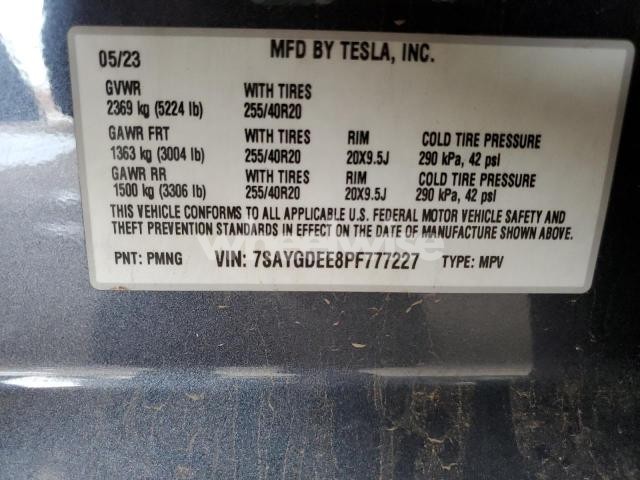 05/23 MFD BY TESLA, INC.
GVWR WITH TIRES
2369 kg (5224 lb) 255/40R20
GAWR FRT WITH TIRES RIM COLD TIRE PRESSURE
1363 kg (3004 lb) 255/40R20 20X9.5J 290 kPa, 42 psi
GAWR RR WITH TIRES RIM COLD TIRE PRESSURE
1500 kg (3306 lb) 255/40R20 20X9.5J 290 kPa, 42 psi
THIS VEHICLE CONFORMS TO ALL APPLICABLE U.S. FEDERAL MOTOR VEHICLE SAFETY AND
THEFT PREVENTION STANDARDS IN EFFECT ON THE DATE OF MANUFACTURE SHOWN ABOVE.
wheelwise
PNT: PMNG VIN: 7SAYGDEE8PF777227 TYPE: MPV